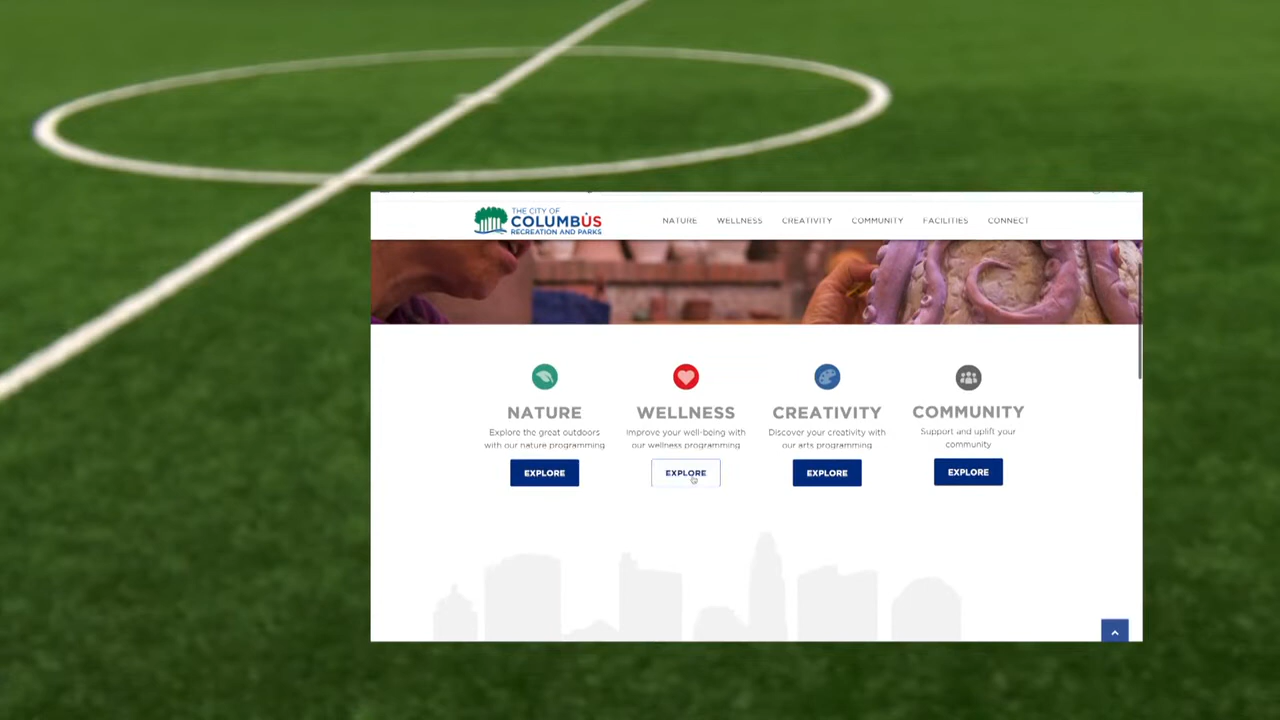 THE CITY OF
COLUMBUS
RECREATION AND PARKS
NATURE WELLNESS CREATIVITY COMMUNITY FACILITIES CONNECT
NATURE
Explore the great outdoors
with our nature programming
EXPLORE
WELLNESS
Improve your well-being with
our wellness programming
EXPLORE
CREATIVITY
Discover your creativity with
our arts programming
EXPLORE
COMMUNITY
Support and uplift your
community
EXPLORE